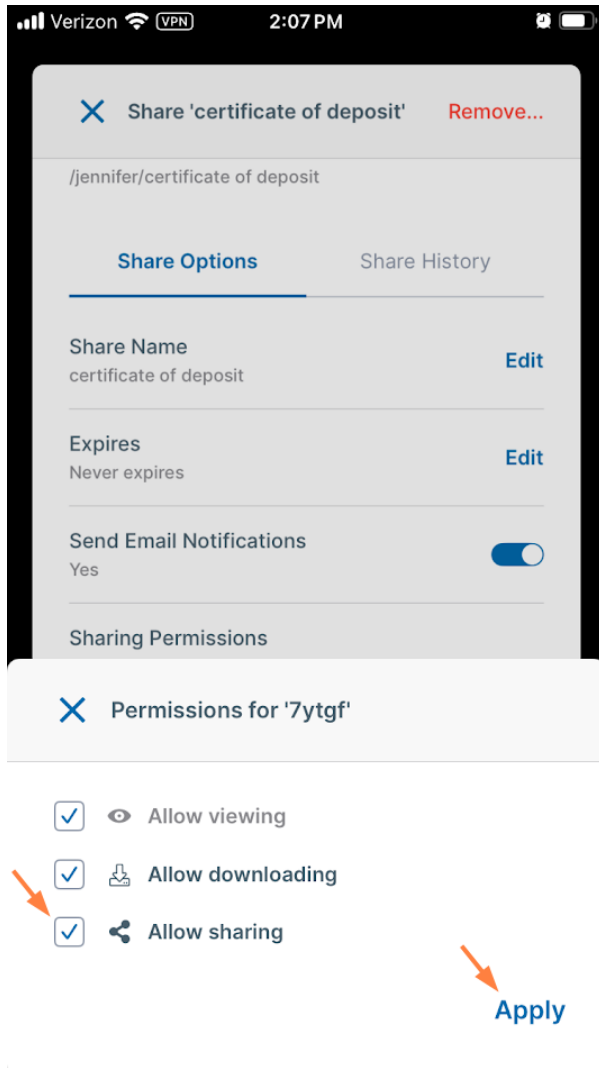 Verizon VPN 2:07 PM
Share 'certificate of deposit' Remove...
/jennifer/certificate of deposit
Share Options Share History
Share Name
certificate of deposit
Edit
Expires
Never expires
Edit
Send Email Notifications
Yes
Sharing Permissions
Permissions for '7ytgf'
Allow viewing
Allow downloading
Allow sharing
Apply